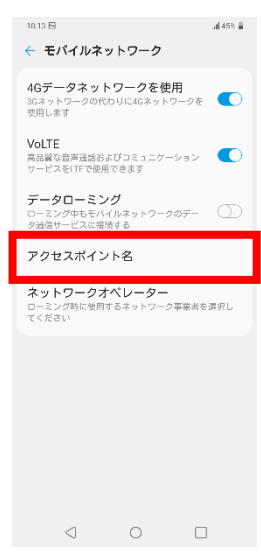 18:13
45%
← モバイルネットワーク
4Gデータネットワークを使用
3Gネットワークの代わりに4Gネットワークを
使用します
VoLTE
高品質な音声通話およびコミュニケーション
サービスをLTEで使用できます
データローミング
ローミング中もモバイルネットワークのデー
タ通信サービスに接続する
アクセスポイント名
ネットワークオペレーター
ローミング時に使用するネットワーク事業者を選択し
てください